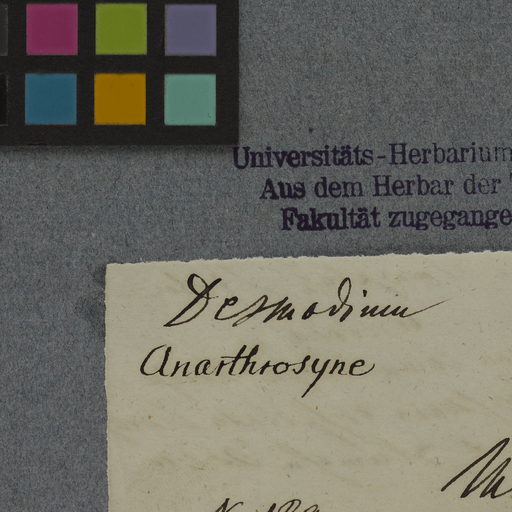 Universitäts-Herbarium
Aus dem Herbar der
Fakultät zugegange
Desmodium
Anarthrosyne